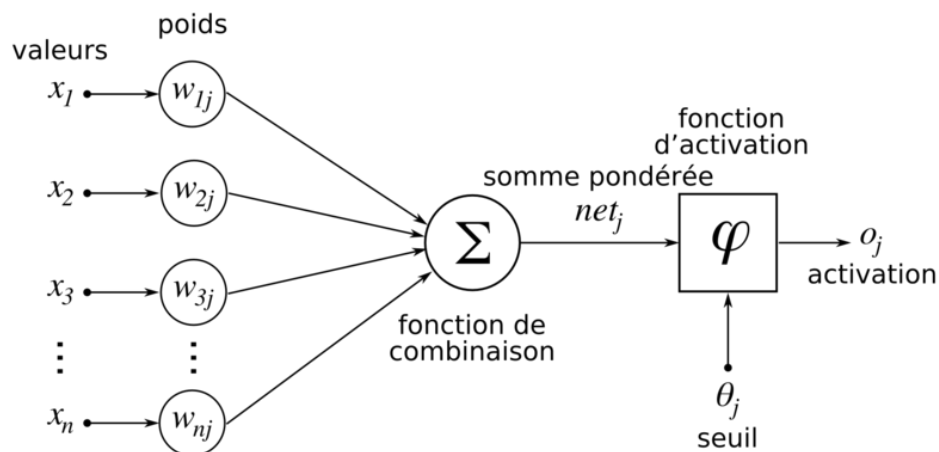 poids
valeurs
x₁
w₁ⱼ
x₂
w₂ⱼ
x₃
w₃ⱼ
⋮
⋮
xₙ
wₙⱼ
Σ
fonction de
combinaison
somme pondérée
netⱼ
fonction
d’activation
φ
oⱼ
activation
θⱼ
seuil